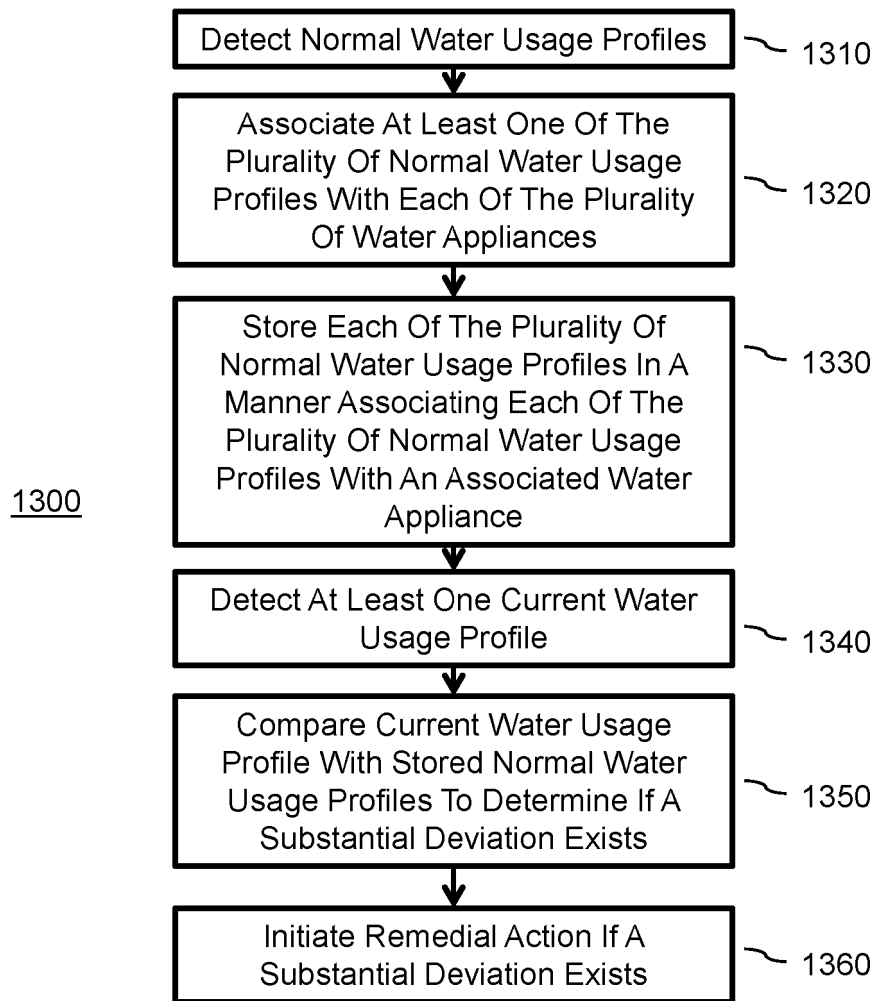 Detect Normal Water Usage Profiles
1310
Associate At Least One Of The
Plurality Of Normal Water Usage
Profiles With Each Of The Plurality
Of Water Appliances
1320
Store Each Of The Plurality Of
Normal Water Usage Profiles In A
Manner Associating Each Of The
Plurality Of Normal Water Usage
Profiles With An Associated Water
Appliance
1330
1300
Detect At Least One Current Water
Usage Profile
1340
Compare Current Water Usage
Profile With Stored Normal Water
Usage Profiles To Determine If A
Substantial Deviation Exists
1350
Initiate Remedial Action If A
Substantial Deviation Exists
1360